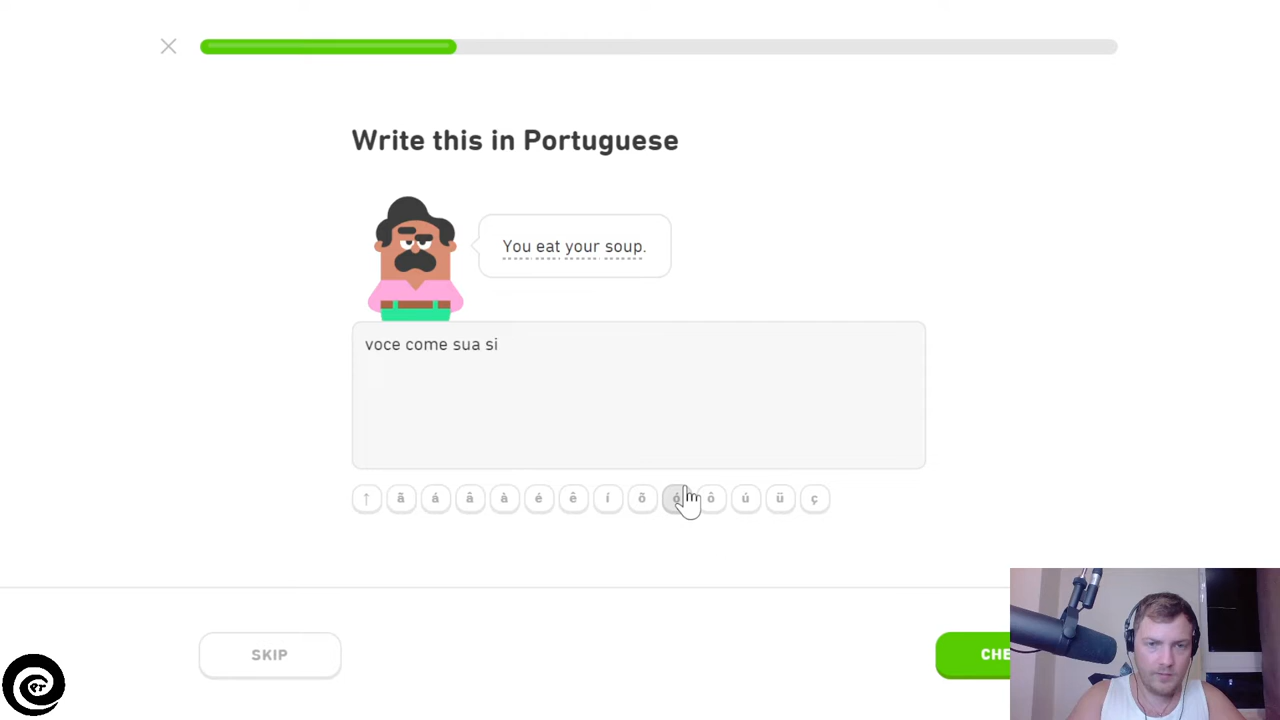 Write this in Portuguese
You eat your soup.
voce come sua si
↑ ã á â à é ê í õ ó ô ú ü ç
SKIP
CHE